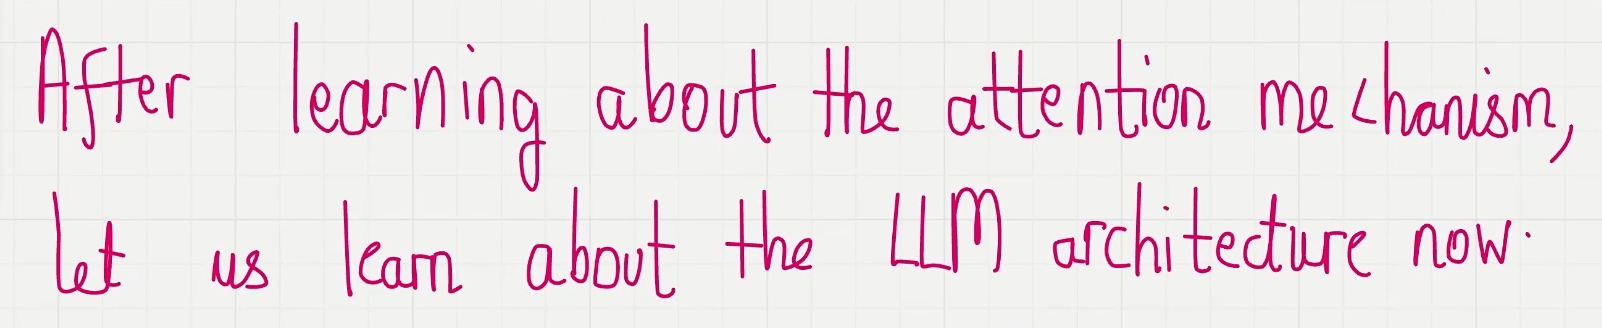 After learning about the attention mechanism,
let us learn about the LLM architecture now.